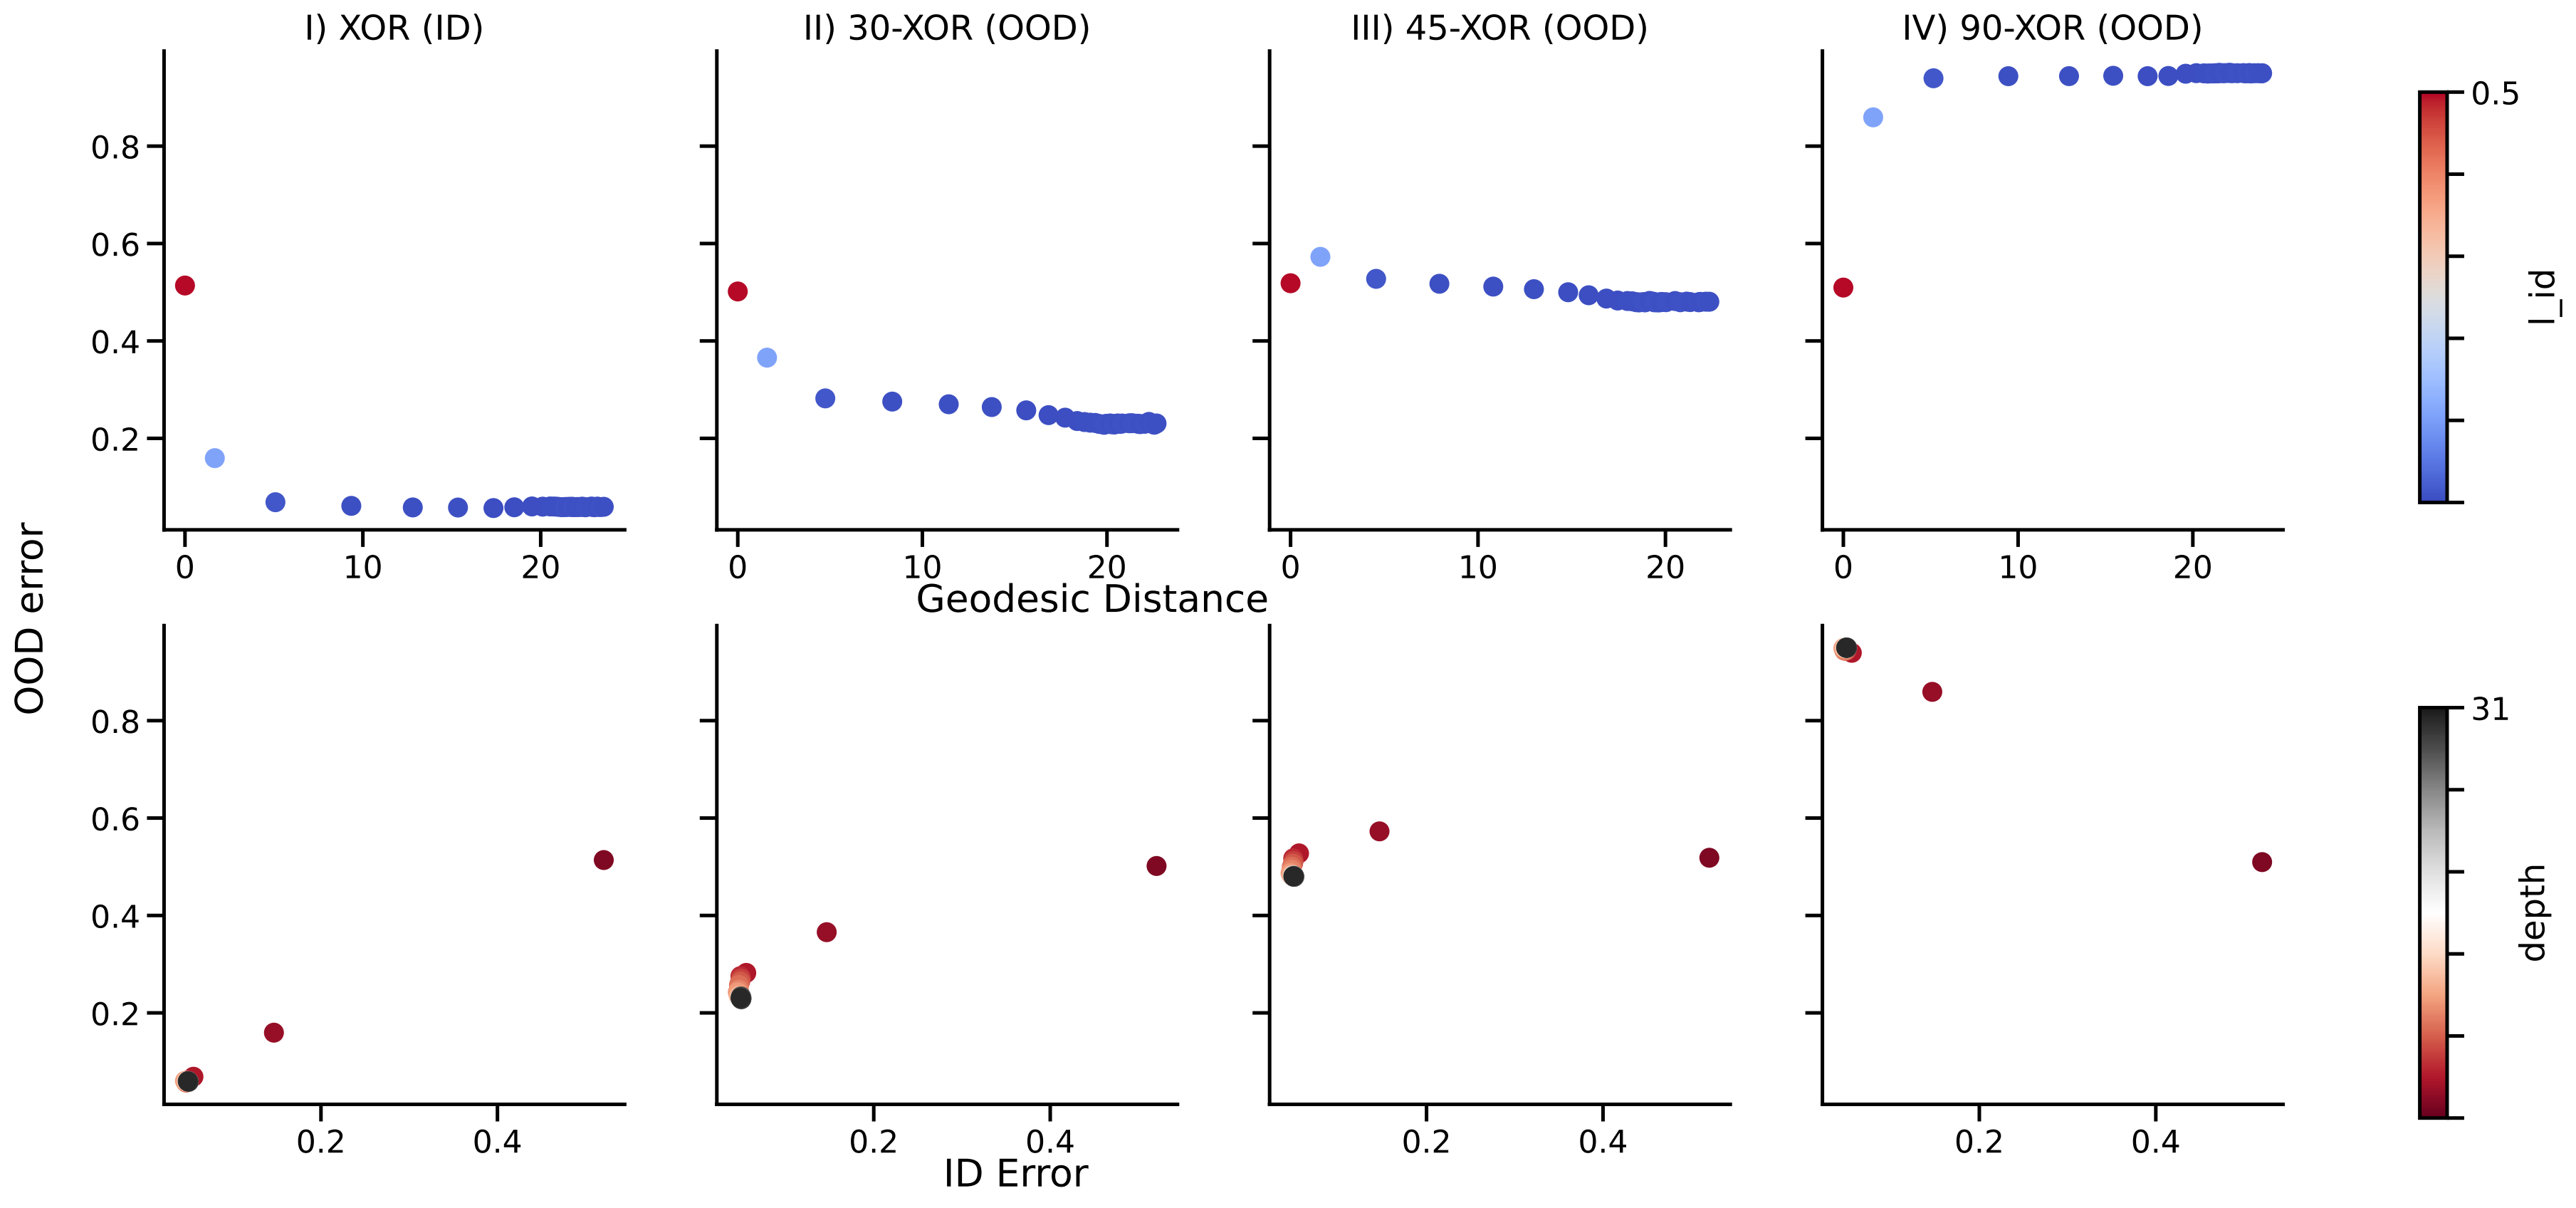 I) XOR (ID)
II) 30-XOR (OOD)
III) 45-XOR (OOD)
IV) 90-XOR (OOD)
0.8
0.6
0.4
0.2
0 10 20
0 10 20
0 10 20
0 10 20
Geodesic Distance
OOD error
0.5
l_id
0.8
0.6
0.4
0.2
0.2 0.4
0.2 0.4
0.2 0.4
0.2 0.4
ID Error
31
depth